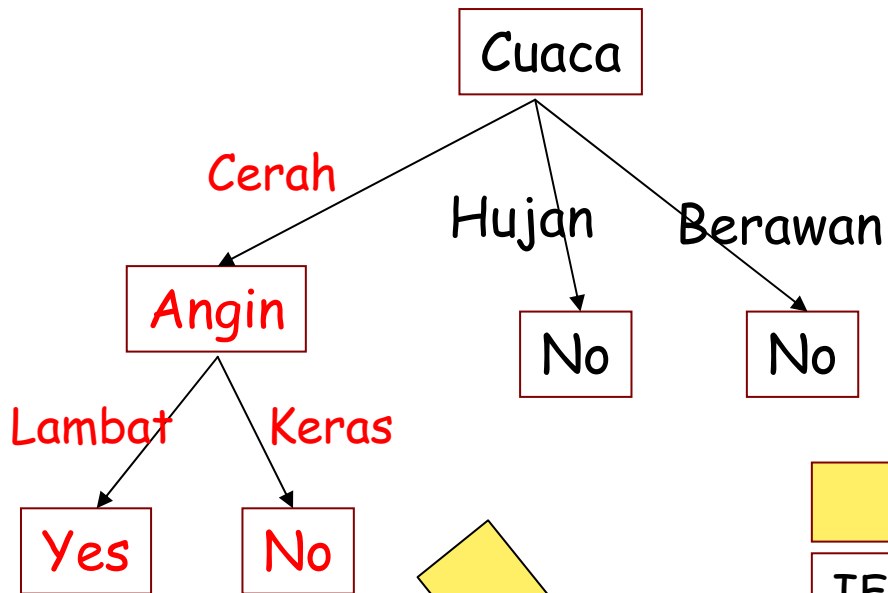 Cuaca
Cerah
Hujan
Berawan
Angin
No
No
Lambat
Keras
Yes
No